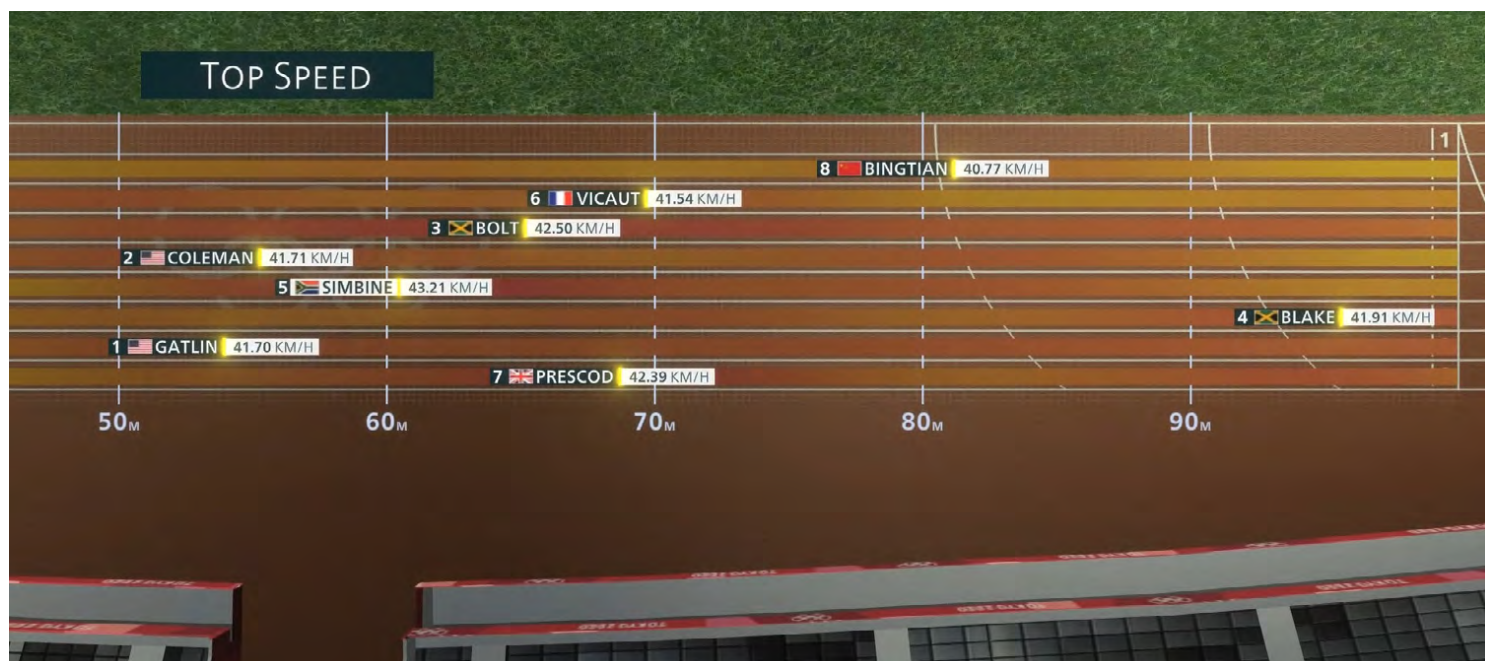 TOP SPEED
1
8 BINGTIAN 40.77 KM/H
6 VICAUT 41.54 KM/H
3 BOLT 42.50 KM/H
2 COLEMAN 41.71 KM/H
5 SIMBINE 43.21 KM/H
4 BLAKE 41.91 KM/H
1 GATLIN 41.70 KM/H
7 PRESCOD 42.39 KM/H
50M 60M 70M 80M 90M
TOKYO 2020